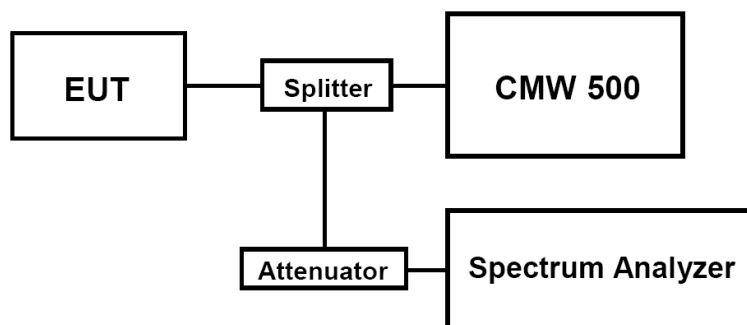 EUT
Splitter
CMW 500
Attenuator
Spectrum Analyzer